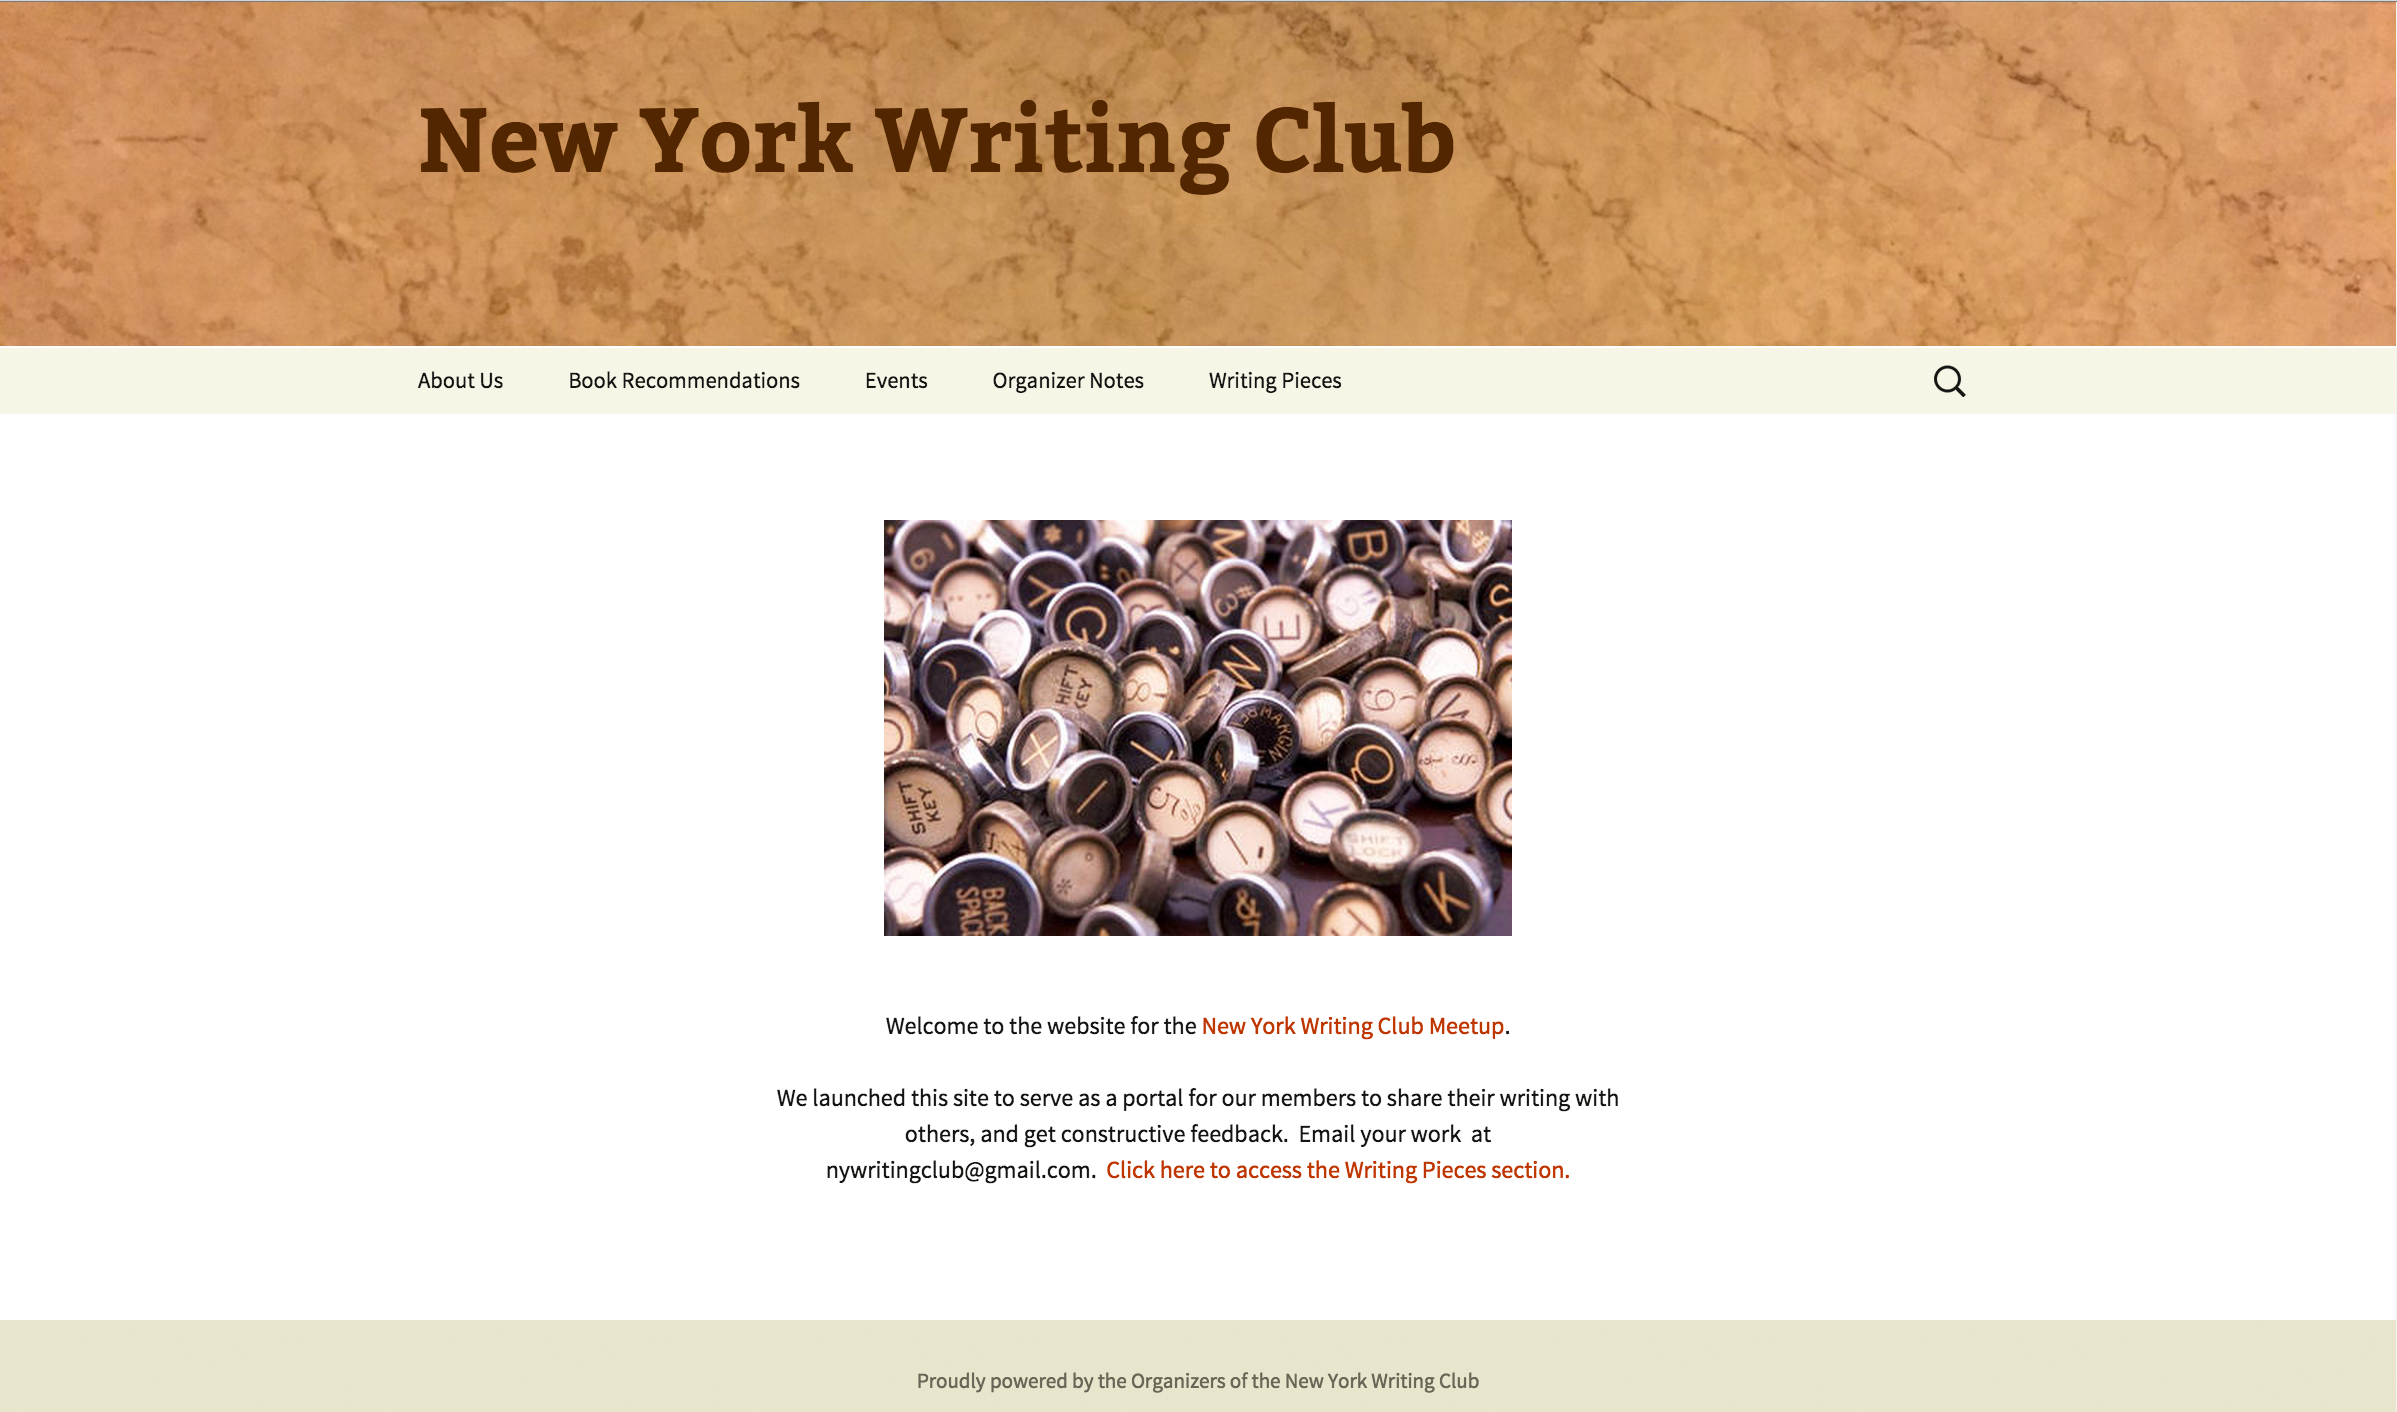 New York Writing Club
About Us
Book Recommendations
Events
Organizer Notes
Writing Pieces
SHIFT
KEY
BACK
SPACE
SHIFT
LOCK
MARGIN
Welcome to the website for the New York Writing Club Meetup.
We launched this site to serve as a portal for our members to share their writing with
others, and get constructive feedback.  Email your work  at
nywritingclub@gmail.com.  Click here to access the Writing Pieces section.
Proudly powered by the Organizers of the New York Writing Club